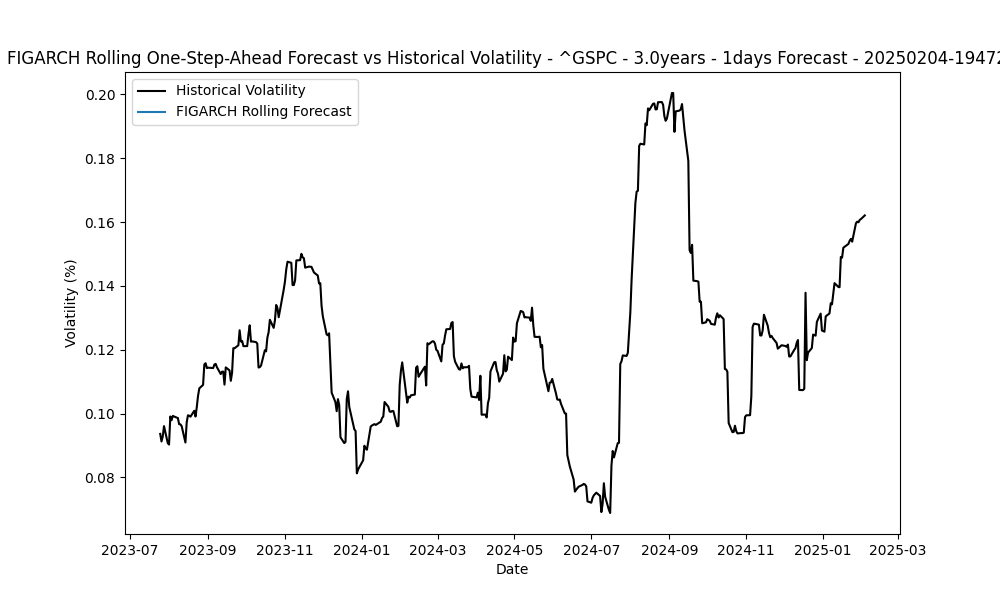 FIGARCH Rolling One-Step-Ahead Forecast vs Historical Volatility - ^GSPC - 3.0years - 1days Forecast - 20250204-19472
Historical Volatility
FIGARCH Rolling Forecast
0.20
0.18
0.16
0.14
0.12
0.10
0.08
Volatility (%)
2023-07 2023-09 2023-11 2024-01 2024-03 2024-05 2024-07 2024-09 2024-11 2025-01 2025-03
Date